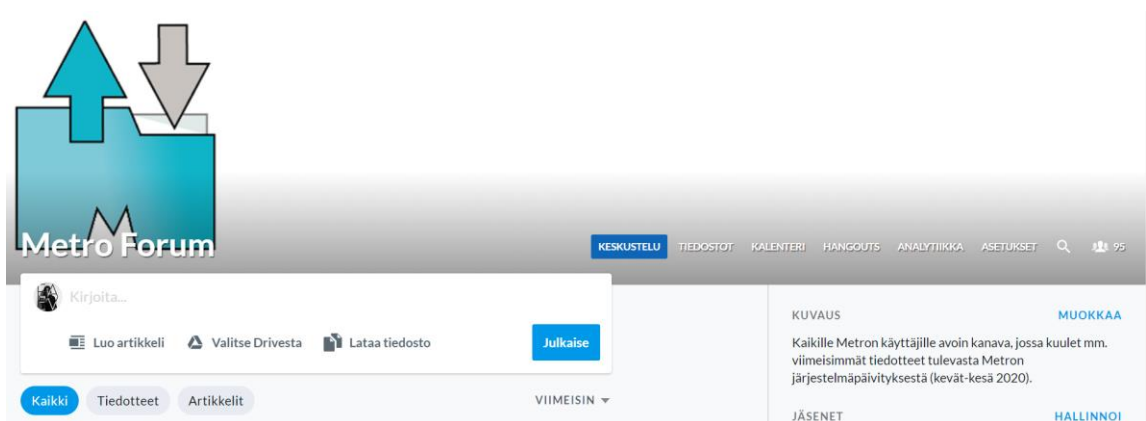 M
Metro Forum
KESKUSTELU TIEDOSTOT KALENTERI HANGOUTS ANALYTIIKKA ASETUKSET 95
Kirjoita...
Luo artikkeli Valitse Drivesta Lataa tiedosto Julkaise
Kaikki Tiedotteet Artikkelit VIIMEISIN
KUVAUS MUOKKAA
Kaikille Metron käyttäjille avoin kanava, jossa kuulet mm.
viimeisimmät tiedotteet tulevasta Metron
järjestelmäpäivityksestä (kevät-kesä 2020).
JÄSENET HALLINNOI